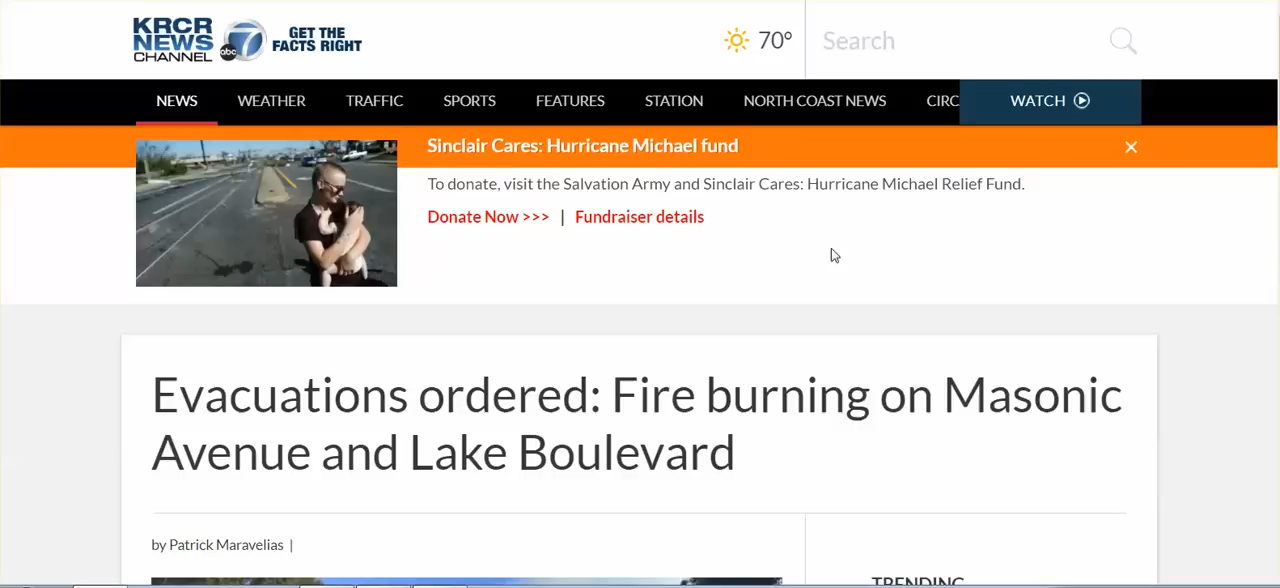 KRCR
NEWS
CHANNEL
abc
7
GET THE
FACTS RIGHT
70°
Search
NEWS WEATHER TRAFFIC SPORTS FEATURES STATION NORTH COAST NEWS CIRC WATCH
Sinclair Cares: Hurricane Michael fund
To donate, visit the Salvation Army and Sinclair Cares: Hurricane Michael Relief Fund.
Donate Now >>> | Fundraiser details
Evacuations ordered: Fire burning on Masonic
Avenue and Lake Boulevard
by Patrick Maravelias |
TRENDING